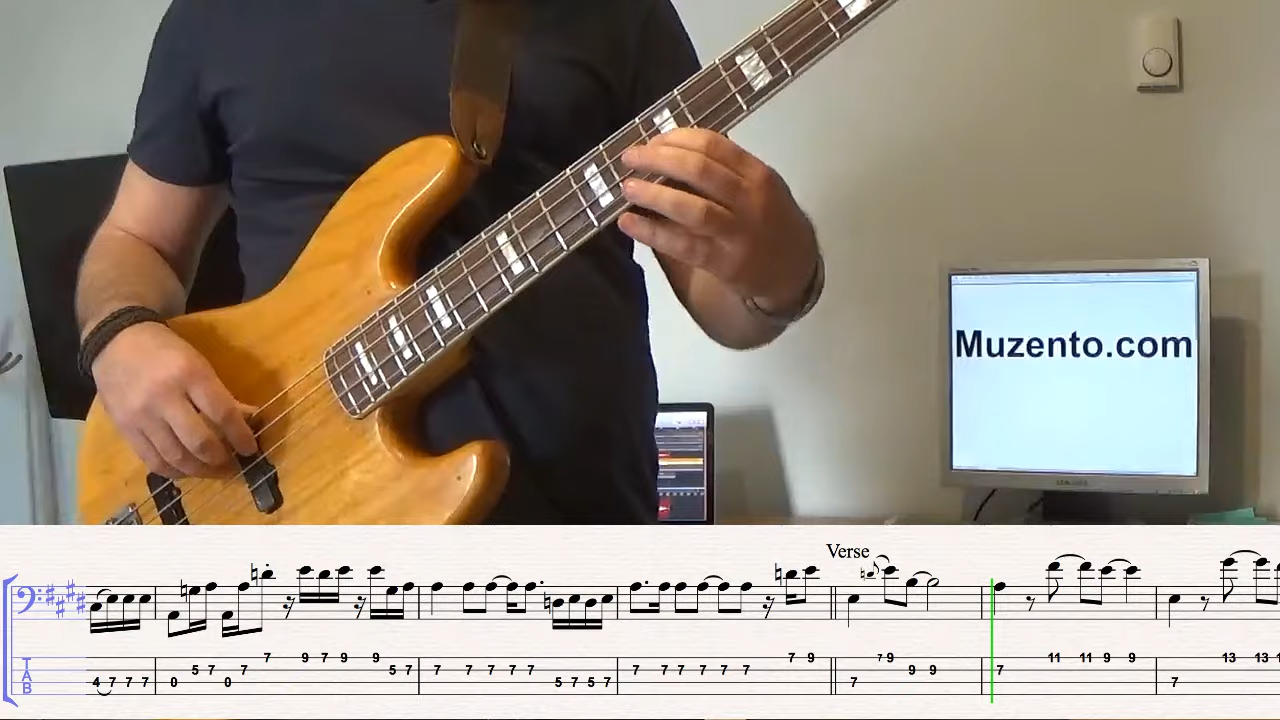 Muzento.com
Verse
7 9 7 9 9 7 9 7 9 11 11 9 9 13 13 1
T 5 7 7 5 7 7 7 7 7 7 7 7 7 7 7 7 9 9 7
A 4 7 7 7 0 0 5 7 5 7 7 7
B